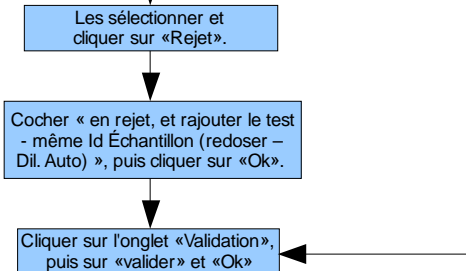 Les sélectionner et
cliquer sur «Rejet».
Cocher « en rejet, et rajouter le test
- même Id Échantillon (redoser –
Dil. Auto) », puis cliquer sur «Ok».
Cliquer sur l'onglet «Validation»,
puis sur «valider» et «Ok»